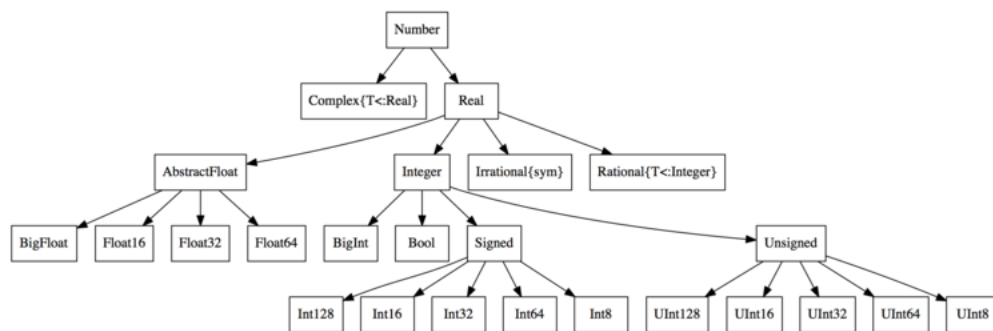 Number
Complex{T<:Real}
Real
AbstractFloat
Integer
Irrational{sym}
Rational{T<:Integer}
BigFloat
Float16
Float32
Float64
BigInt
Bool
Signed
Unsigned
Int128
Int16
Int32
Int64
Int8
UInt128
UInt16
UInt32
UInt64
UInt8